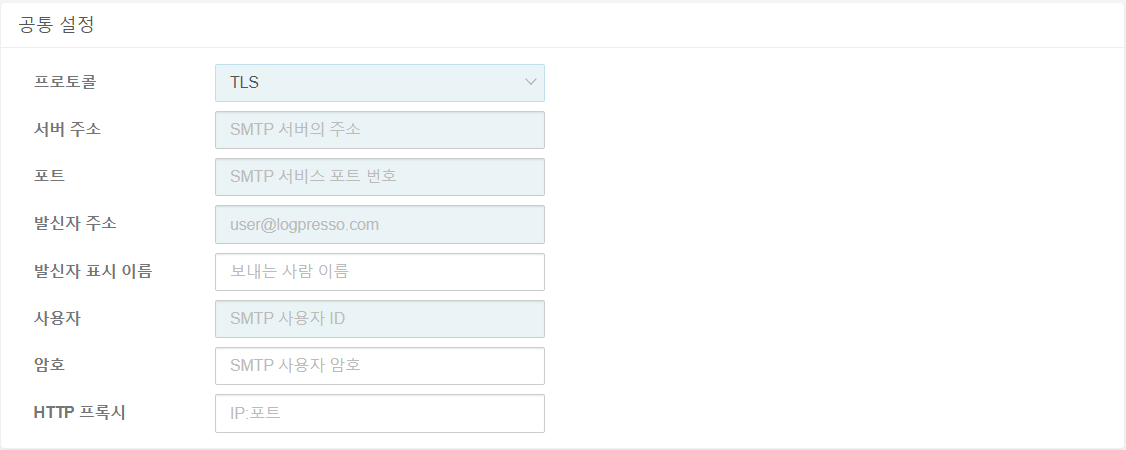 공통 설정
프로토콜 TLS
서버 주소 SMTP 서버의 주소
포트 SMTP 서비스 포트 번호
발신자 주소 user@logpresso.com
발신자 표시 이름 보내는 사람 이름
사용자 SMTP 사용자 ID
암호 SMTP 사용자 암호
HTTP 프록시 IP:포트